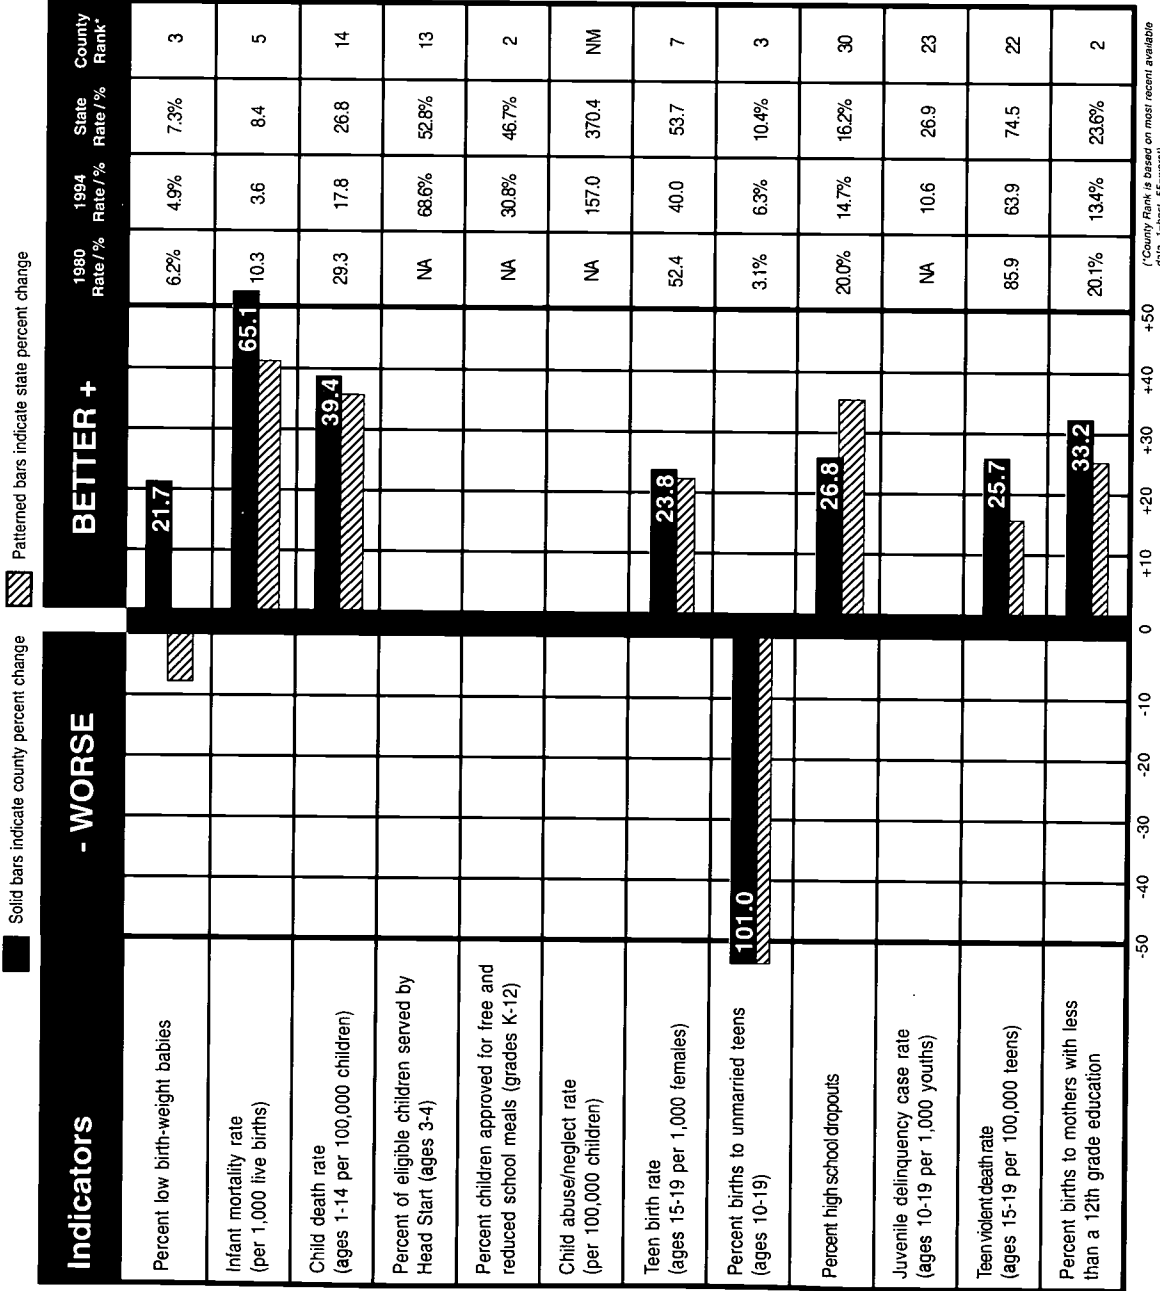 Solid bars indicate county percent change
Patterned bars indicate state percent change
Indicators
- WORSE
BETTER +
1980
Rate / %
1994
Rate / %
State
Rate / %
County
Rank*
Percent low birth-weight babies
21.7
6.2%
4.9%
7.3%
3
Infant mortality rate
(per 1,000 live births)
65.1
10.3
3.6
8.4
5
Child death rate
(ages 1-14 per 100,000 children)
39.4
29.3
17.8
26.8
14
Percent of eligible children served by
Head Start (ages 3-4)
NA
68.6%
52.8%
13
Percent children approved for free and
reduced school meals (grades K-12)
NA
30.8%
46.7%
2
Child abuse/neglect rate
(per 100,000 children)
NA
157.0
370.4
NM
Teen birth rate
(ages 15-19 per 1,000 females)
23.8
52.4
40.0
53.7
7
Percent births to unmarried teens
(ages 10-19)
101.0
3.1%
6.3%
10.4%
3
Percent high school dropouts
26.8
20.0%
14.7%
16.2%
30
Juvenile delinquency case rate
(ages 10-19 per 1,000 youths)
NA
10.6
26.9
23
Teen violent death rate
(ages 15-19 per 100,000 teens)
25.7
85.9
63.9
74.5
22
Percent births to mothers with less
than a 12th grade education
33.2
20.1%
13.4%
23.6%
2
-50
-40
-30
-20
-10
0
+10
+20
+30
+40
+50
(*County Rank is based on most recent available